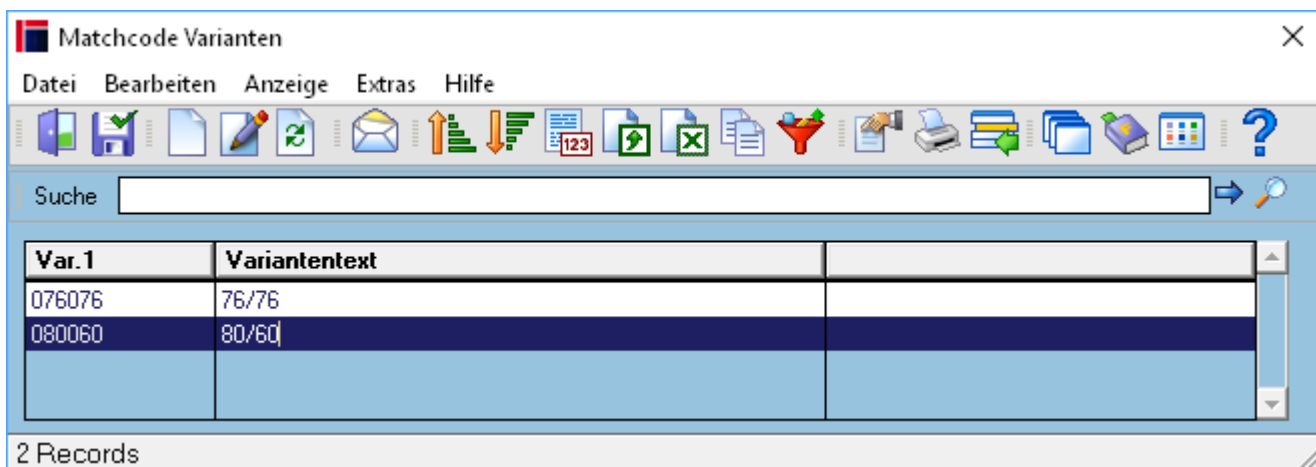 Matchcode Varianten
Datei Bearbeiten Anzeige Extras Hilfe
123
?
Suche
Var.1 Variantentext
076076 76/76
080060 80/60
2 Records